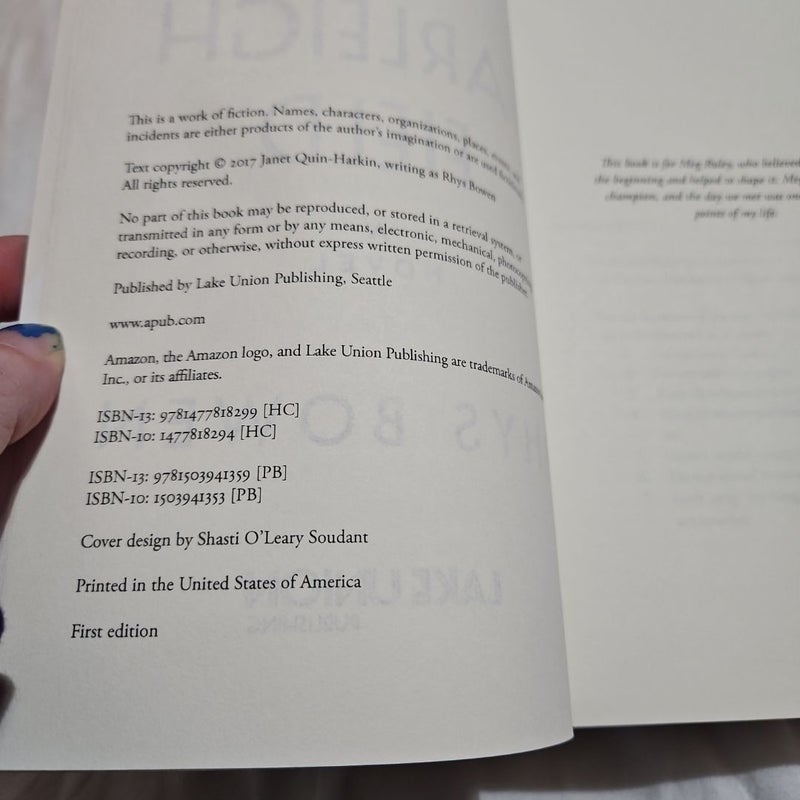 This is a work of fiction. Names, characters, organizations, places, events, and
incidents are either products of the author's imagination or are used fictitiously.
Text copyright © 2017 Janet Quin-Harkin, writing as Rhys Bowen
All rights reserved.
No part of this book may be reproduced, or stored in a retrieval system, or
transmitted in any form or by any means, electronic, mechanical, photocopying,
recording, or otherwise, without express written permission of the publisher.
Published by Lake Union Publishing, Seattle
www.apub.com
Amazon, the Amazon logo, and Lake Union Publishing are trademarks of Amazon
Inc., or its affiliates.
ISBN-13: 9781477818299 [HC]
ISBN-10: 1477818294 [HC]
ISBN-13: 9781503941359 [PB]
ISBN-10: 1503941353 [PB]
Cover design by Shasti O'Leary Soudant
Printed in the United States of America
First edition
This book is for Meg Ruley, who believed
the beginning and helped to shape it. Meg
champion, and the day we met was one
points of my life.